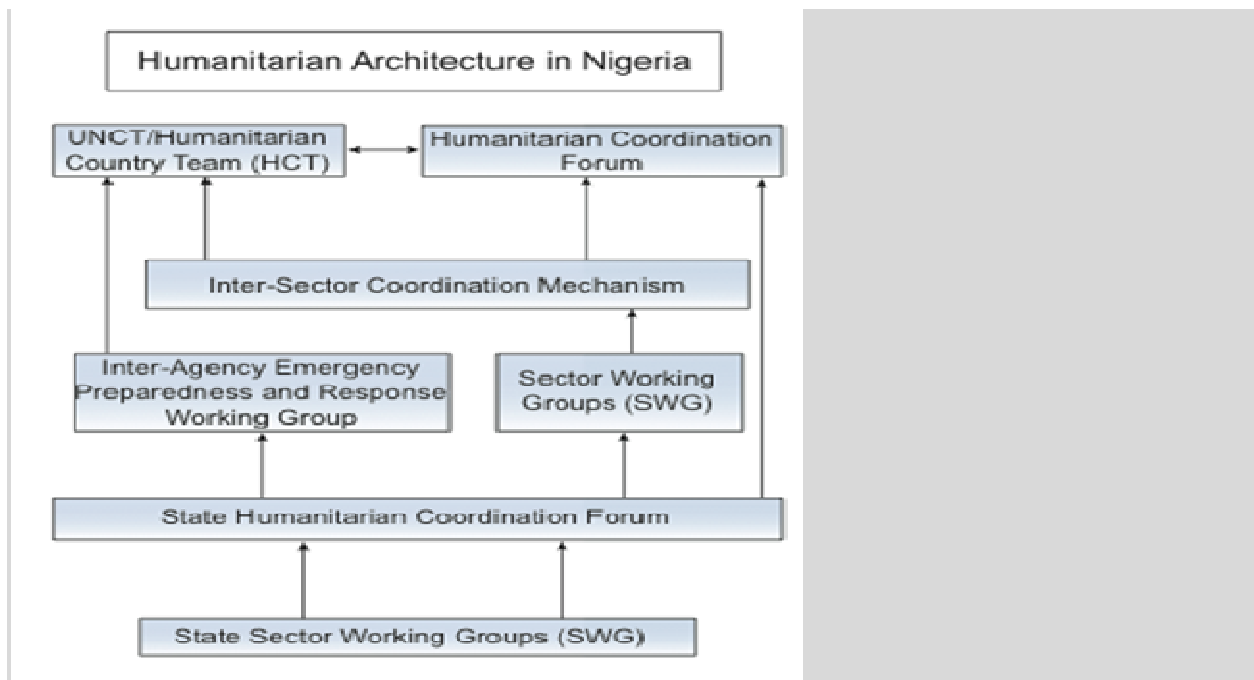 Humanitarian Architecture in Nigeria
UNCT/Humanitarian
Country Team (HCT)
Humanitarian Coordination
Forum
Inter-Sector Coordination Mechanism
Inter-Agency Emergency
Preparedness and Response
Working Group
Sector Working
Groups (SWG)
State Humanitarian Coordination Forum
State Sector Working Groups (SWG)